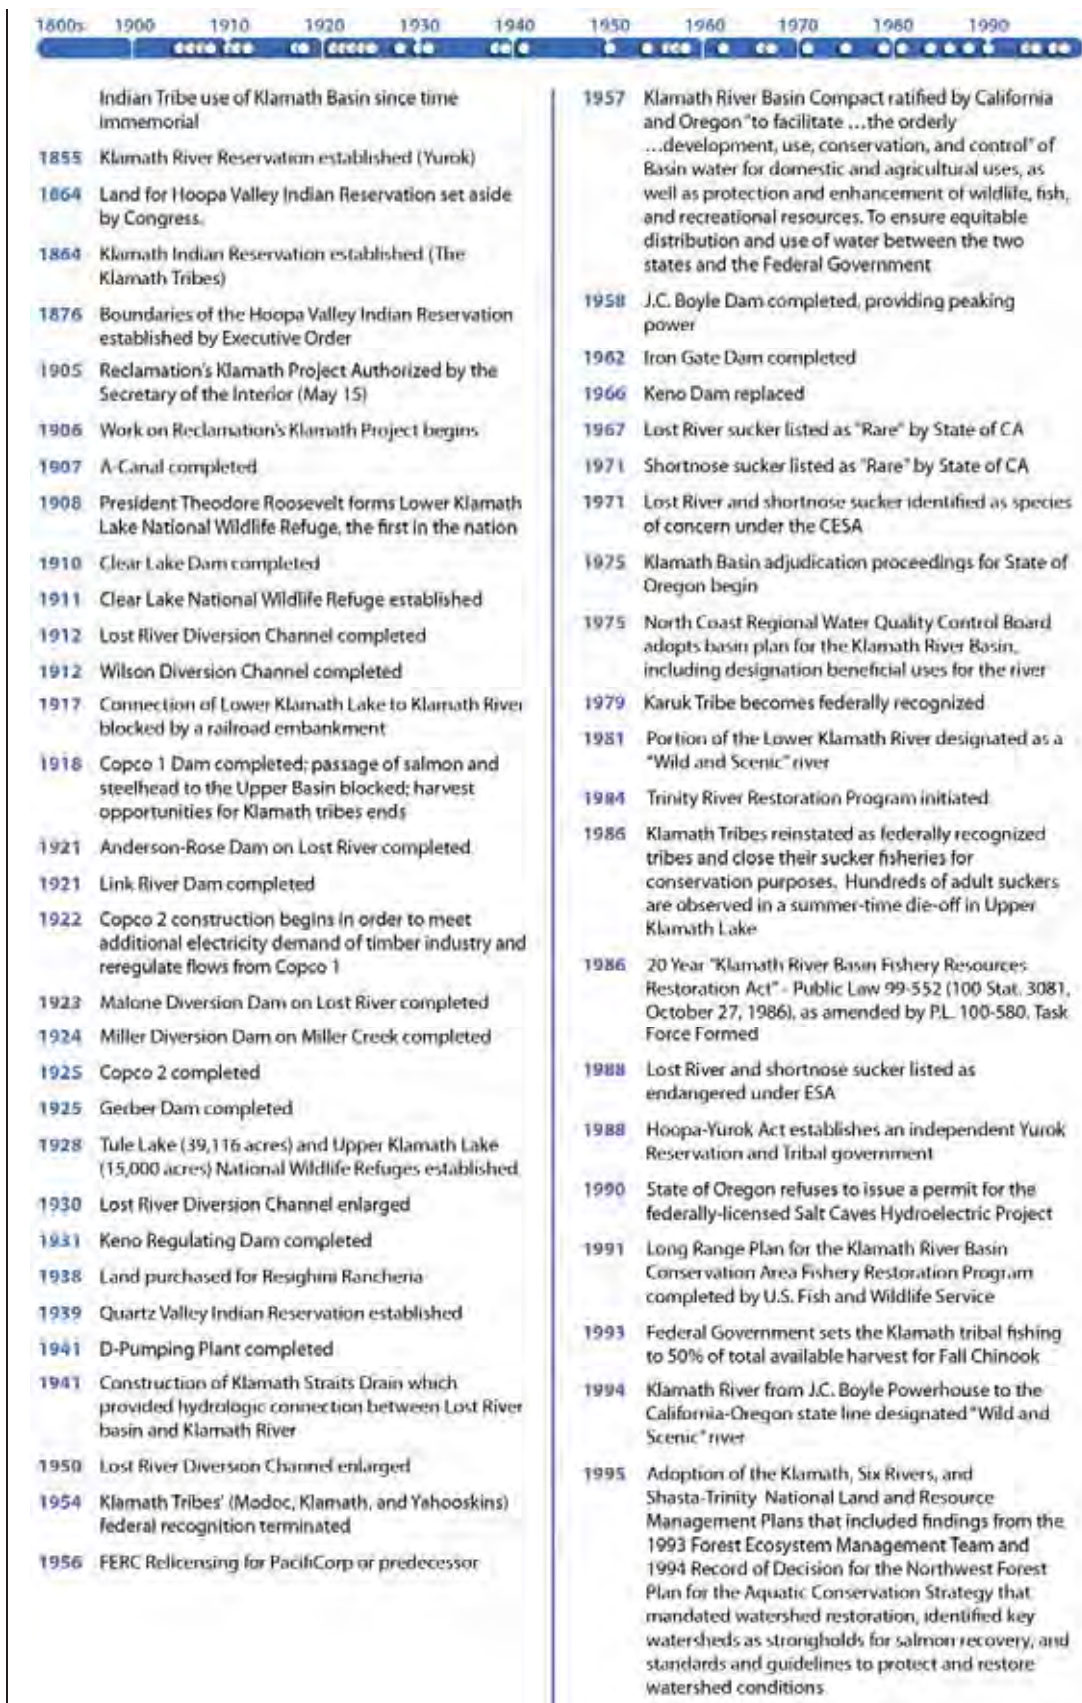 1800s 1900 1910 1920 1930 1940 1950 1960 1970 1980 1990
Indian Tribe use of Klamath Basin since time
immemorial
1855 Klamath River Reservation established (Yurok)
1864 Land for Hoopa Valley Indian Reservation set aside
by Congress.
1864 Klamath Indian Reservation established (The
Klamath Tribes)
1876 Boundaries of the Hoopa Valley Indian Reservation
established by Executive Order
1905 Reclamation's Klamath Project Authorized by the
Secretary of the Interior (May 15)
1906 Work on Reclamation's Klamath Project begins
1907 A-Canal completed
1908 President Theodore Roosevelt forms Lower Klamath
Lake National Wildlife Refuge, the first in the nation
1910 Clear Lake Dam completed
1911 Clear Lake National Wildlife Refuge established
1912 Lost River Diversion Channel completed
1912 Wilson Diversion Channel completed
1917 Connection of Lower Klamath Lake to Klamath River
blocked by a railroad embankment
1918 Copco 1 Dam completed; passage of salmon and
steelhead to the Upper Basin blocked; harvest
opportunities for Klamath tribes ends
1921 Anderson-Rose Dam on Lost River completed
1921 Link River Dam completed
1922 Copco 2 construction begins in order to meet
additional electricity demand of timber industry and
reregulate flows from Copco 1
1923 Malone Diversion Dam on Lost River completed
1924 Miller Diversion Dam on Miller Creek completed
1925 Copco 2 completed
1925 Gerber Dam completed
1928 Tule Lake (39,116 acres) and Upper Klamath Lake
(15,000 acres) National Wildlife Refuges established
1930 Lost River Diversion Channel enlarged
1931 Keno Regulating Dam completed
1938 Land purchased for Resighini Rancheria
1939 Quartz Valley Indian Reservation established
1941 D-Pumping Plant completed
1941 Construction of Klamath Straits Drain which
provided hydrologic connection between Lost River
basin and Klamath River
1950 Lost River Diversion Channel enlarged
1954 Klamath Tribes' (Modoc, Klamath, and Yahooskins)
federal recognition terminated
1956 FERC Relicensing for PacifiCorp or predecessor
1957 Klamath River Basin Compact ratified by California
and Oregon "to facilitate ...the orderly
...development, use, conservation, and control" of
Basin water for domestic and agricultural uses, as
well as protection and enhancement of wildlife, fish,
and recreational resources. To ensure equitable
distribution and use of water between the two
states and the Federal Government
1958 J.C. Boyle Dam completed, providing peaking
power
1962 Iron Gate Dam completed
1966 Keno Dam replaced
1967 Lost River sucker listed as "Rare" by State of CA
1971 Shortnose sucker listed as "Rare" by State of CA
1971 Lost River and shortnose sucker identified as species
of concern under the CESA
1975 Klamath Basin adjudication proceedings for State of
Oregon begin
1975 North Coast Regional Water Quality Control Board
adopts basin plan for the Klamath River Basin,
including designation beneficial uses for the river
1979 Karuk Tribe becomes federally recognized
1981 Portion of the Lower Klamath River designated as a
"Wild and Scenic" river
1984 Trinity River Restoration Program initiated
1986 Klamath Tribes reinstated as federally recognized
tribes and close their sucker fisheries for
conservation purposes. Hundreds of adult suckers
are observed in a summer-time die-off in Upper
Klamath Lake
1986 20 Year "Klamath River Basin Fishery Resources
Restoration Act" - Public Law 99-552 (100 Stat. 3081,
October 27, 1986), as amended by P.L. 100-580. Task
Force Formed
1988 Lost River and shortnose sucker listed as
endangered under ESA
1988 Hoopa-Yurok Act establishes an independent Yurok
Reservation and Tribal government
1990 State of Oregon refuses to issue a permit for the
federally-licensed Salt Caves Hydroelectric Project
1991 Long Range Plan for the Klamath River Basin
Conservation Area Fishery Restoration Program
completed by U.S. Fish and Wildlife Service
1993 Federal Government sets the Klamath tribal fishing
to 50% of total available harvest for Fall Chinook
1994 Klamath River from J.C. Boyle Powerhouse to the
California-Oregon state line designated "Wild and
Scenic" river
1995 Adoption of the Klamath, Six Rivers, and
Shasta-Trinity National Land and Resource
Management Plans that included findings from the
1993 Forest Ecosystem Management Team and
1994 Record of Decision for the Northwest Forest
Plan for the Aquatic Conservation Strategy that
mandated watershed restoration, identified key
watersheds as strongholds for salmon recovery, and
standards and guidelines to protect and restore
watershed conditions